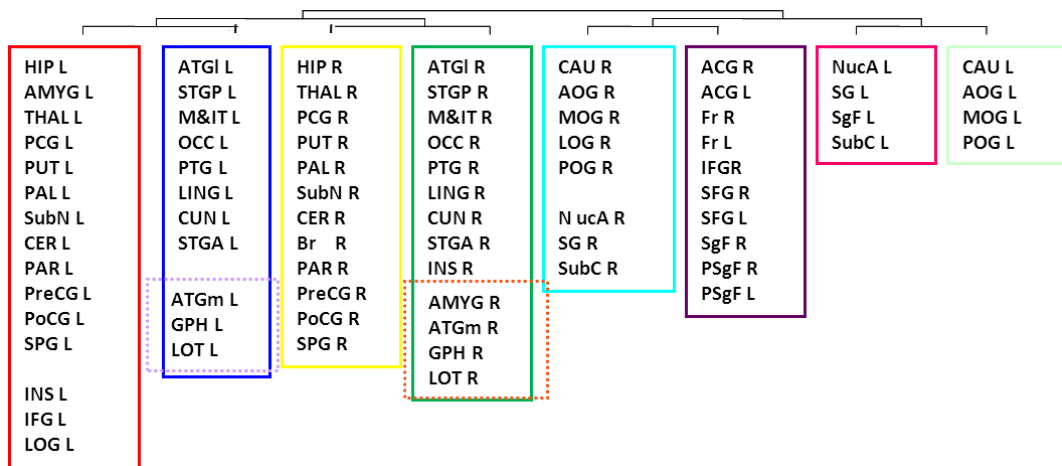 HIP L
AMYG L
THAL L
PCG L
PUT L
PAL L
SubN L
CER L
PAR L
PreCG L
PoCG L
SPG L
INS L
IFG L
LOG L
ATGl L
STGP L
M&IT L
OCC L
PTG L
LING L
CUN L
STGA L
ATGm L
GPH L
LOT L
HIP R
THAL R
PCG R
PUT R
PAL R
SubN R
CER R
Br R
PAR R
PreCG R
PoCG R
SPG R
ATGl R
STGP R
M&IT R
OCC R
PTG R
LING R
CUN R
STGA R
INS R
AMYG R
ATGm R
GPH R
LOT R
CAU R
AOG R
MOG R
LOG R
POG R
N ucA R
SG R
SubC R
ACG R
ACG L
Fr R
Fr L
IFGR
SFG R
SFG L
SgF R
PSgF R
PSgF L
NucA L
SG L
SgF L
SubC L
CAU L
AOG L
MOG L
POG L